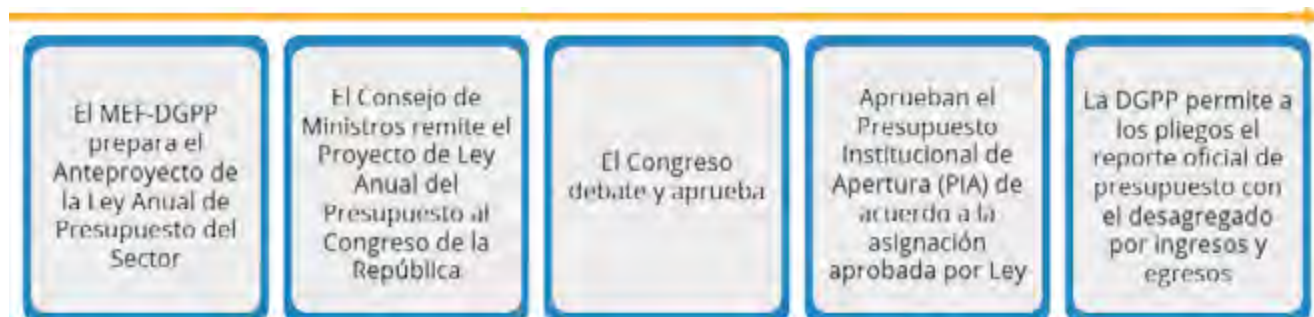 El MEF-DGPP
prepara el
Anteproyecto de
la Ley Anual de
Presupuesto del
Sector
El Consejo de
Ministros remite el
Proyecto de Ley
Anual del
Presupuesto al
Congreso de la
República
El Congreso
debate y aprueba
Aprueban el
Presupuesto
Institucional de
Apertura (PIA) de
acuerdo a la
asignación
aprobada por Ley
La DGPP permite a
los pliegos el
reporte oficial de
presupuesto con
el desagregado
por ingresos y
egresos